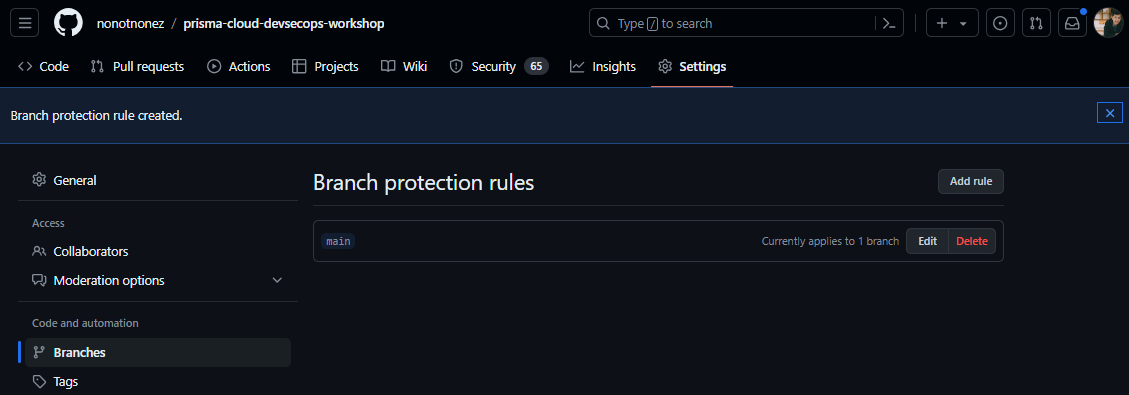 nonotnonez / prisma-cloud-devsecops-workshop
Type / to search
Code Pull requests Actions Projects Wiki Security 65 Insights Settings
Branch protection rule created.
General
Access
Collaborators
Moderation options
Code and automation
Branches
Tags
Branch protection rules
Add rule
main
Currently applies to 1 branch
Edit
Delete